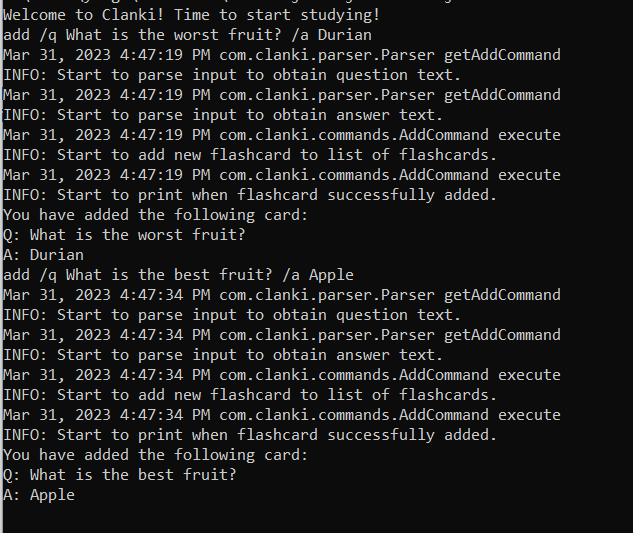 Welcome to Clanki! Time to start studying!
add /q What is the worst fruit? /a Durian
Mar 31, 2023 4:47:19 PM com.clanki.parser.Parser getAddCommand
INFO: Start to parse input to obtain question text.
Mar 31, 2023 4:47:19 PM com.clanki.parser.Parser getAddCommand
INFO: Start to parse input to obtain answer text.
Mar 31, 2023 4:47:19 PM com.clanki.commands.AddCommand execute
INFO: Start to add new flashcard to list of flashcards.
Mar 31, 2023 4:47:19 PM com.clanki.commands.AddCommand execute
INFO: Start to print when flashcard successfully added.
You have added the following card:
Q: What is the worst fruit?
A: Durian
add /q What is the best fruit? /a Apple
Mar 31, 2023 4:47:34 PM com.clanki.parser.Parser getAddCommand
INFO: Start to parse input to obtain question text.
Mar 31, 2023 4:47:34 PM com.clanki.parser.Parser getAddCommand
INFO: Start to parse input to obtain answer text.
Mar 31, 2023 4:47:34 PM com.clanki.commands.AddCommand execute
INFO: Start to add new flashcard to list of flashcards.
Mar 31, 2023 4:47:34 PM com.clanki.commands.AddCommand execute
INFO: Start to print when flashcard successfully added.
You have added the following card:
Q: What is the best fruit?
A: Apple